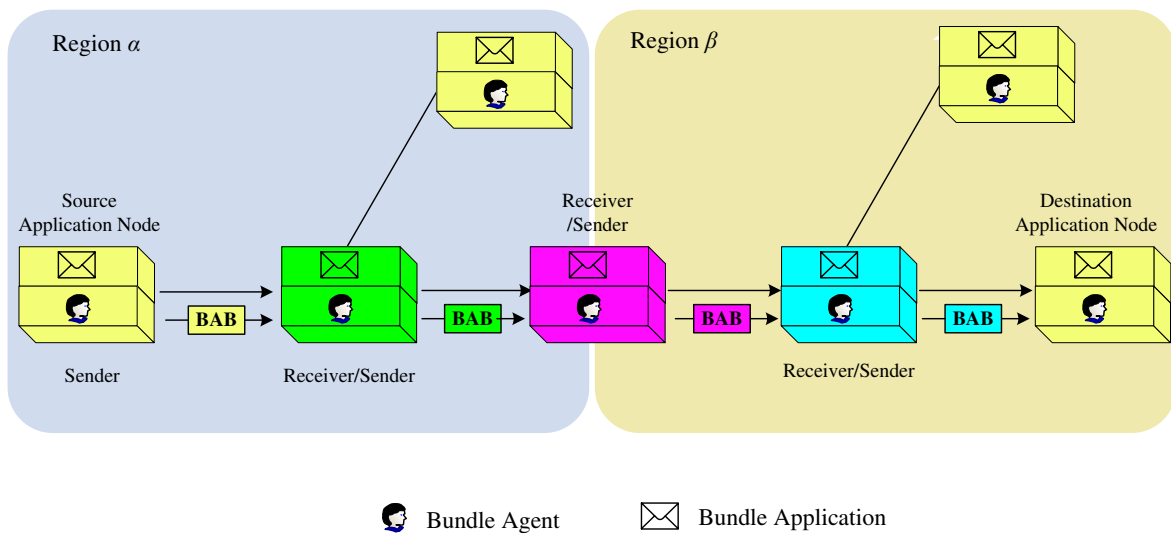 Region α
Region β
Source
Application Node
Receiver
/Sender
Destination
Application Node
BAB
BAB
BAB
BAB
Sender
Receiver/Sender
Receiver/Sender
Bundle Agent
Bundle Application